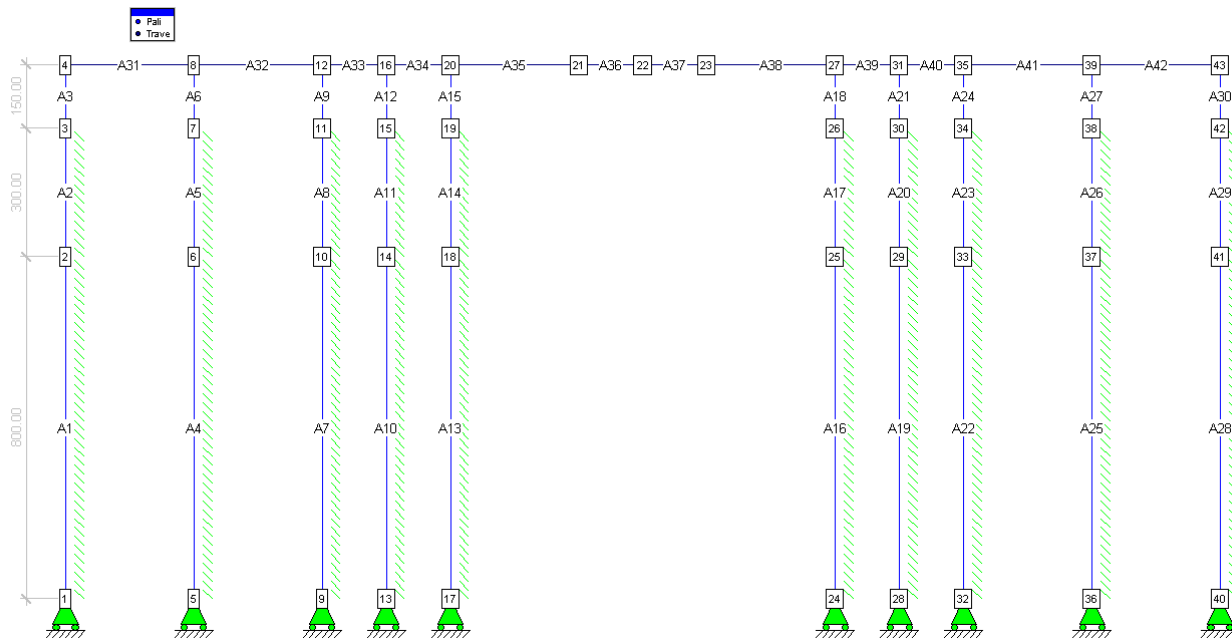 Pali
Trave
4 A31 8 A32 12 A33 16 A34 20 A35 21 A36 22 A37 23 A38 27 A39 31 A40 35 A41 39 A42 43
150.00 A3 A6 A9 A12 A15 A18 A21 A24 A27 A30
3 7 11 15 19 26 30 34 38 42
300.00 A2 A5 A8 A11 A14 A17 A20 A23 A26 A29
2 6 10 14 18 25 29 33 37 41
800.00 A1 A4 A7 A10 A13 A16 A19 A22 A25 A28
1 5 9 13 17 24 28 32 36 40